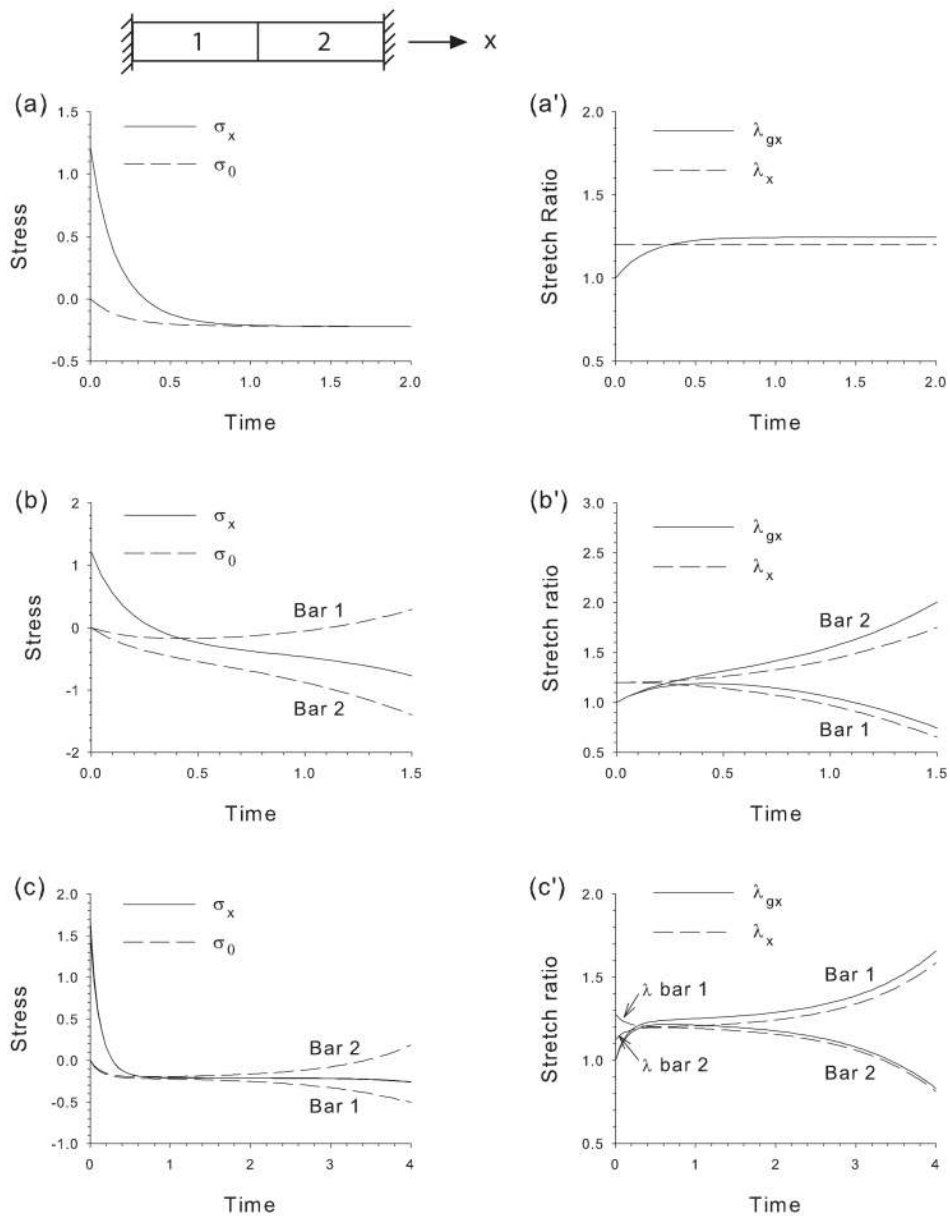 1 2 x
(a)
1.5
1.0
0.5
0.0
-0.5
σx
σ0
Stress
0.0 0.5 1.0 1.5 2.0
Time
(a')
2.0
1.5
1.0
0.5
λgx
λx
Stretch Ratio
0.0 0.5 1.0 1.5 2.0
Time
(b)
2
1
0
-1
-2
σx
σ0
Bar 1
Bar 2
Stress
0.0 0.5 1.0 1.5
Time
(b')
3.0
2.5
2.0
1.5
1.0
0.5
λgx
λx
Bar 2
Bar 1
Stretch ratio
0.0 0.5 1.0 1.5
Time
(c)
2.0
1.5
1.0
0.5
0.0
-0.5
-1.0
σx
σ0
Bar 2
Bar 1
Stress
0 1 2 3 4
Time
(c')
2.0
1.5
1.0
0.5
λgx
λx
λ bar 1
λ bar 2
Bar 1
Bar 2
Stretch ratio
0 1 2 3 4
Time